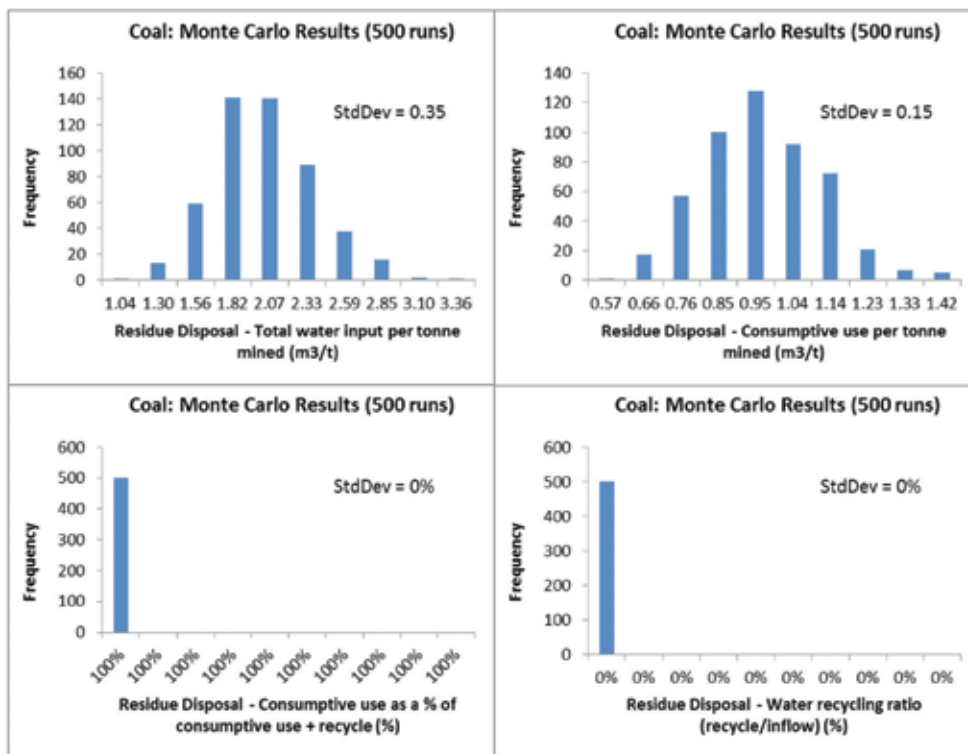 Coal: Monte Carlo Results (500 runs)
160
140
120
100
80
60
40
20
0
Frequency
StdDev = 0.35
1.04 1.30 1.56 1.82 2.07 2.33 2.59 2.85 3.10 3.36
Residue Disposal - Total water input per tonne
mined (m3/t)
Coal: Monte Carlo Results (500 runs)
140
120
100
80
60
40
20
0
Frequency
StdDev = 0.15
0.57 0.66 0.76 0.85 0.95 1.04 1.14 1.23 1.33 1.42
Residue Disposal - Consumptive use per tonne
mined (m3/t)
Coal: Monte Carlo Results (500 runs)
600
500
400
300
200
100
0
Frequency
StdDev = 0%
100% 100% 100% 100% 100% 100% 100% 100% 100% 100%
Residue Disposal - Consumptive use as a % of
consumptive use + recycle (%)
Coal: Monte Carlo Results (500 runs)
600
500
400
300
200
100
0
Frequency
StdDev = 0%
0% 0% 0% 0% 0% 0% 0% 0% 0% 0%
Residue Disposal - Water recycling ratio
(recycle/inflow) (%)